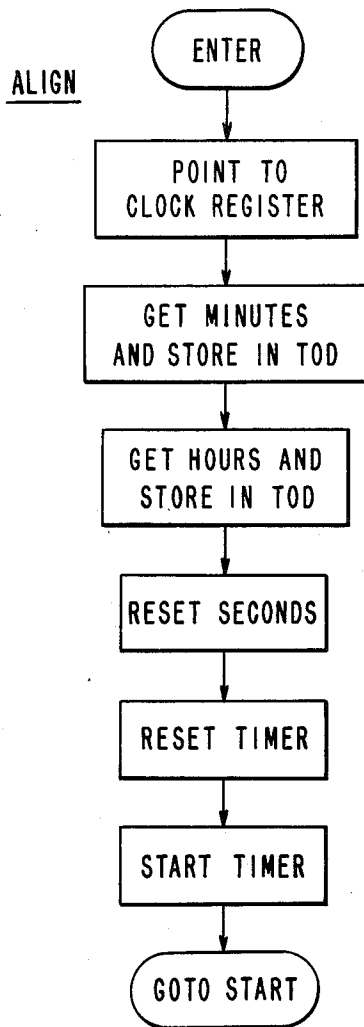 ENTER
ALIGN
POINT TO
CLOCK REGISTER
GET MINUTES
AND STORE IN TOD
GET HOURS AND
STORE IN TOD
RESET SECONDS
RESET TIMER
START TIMER
GOTO START